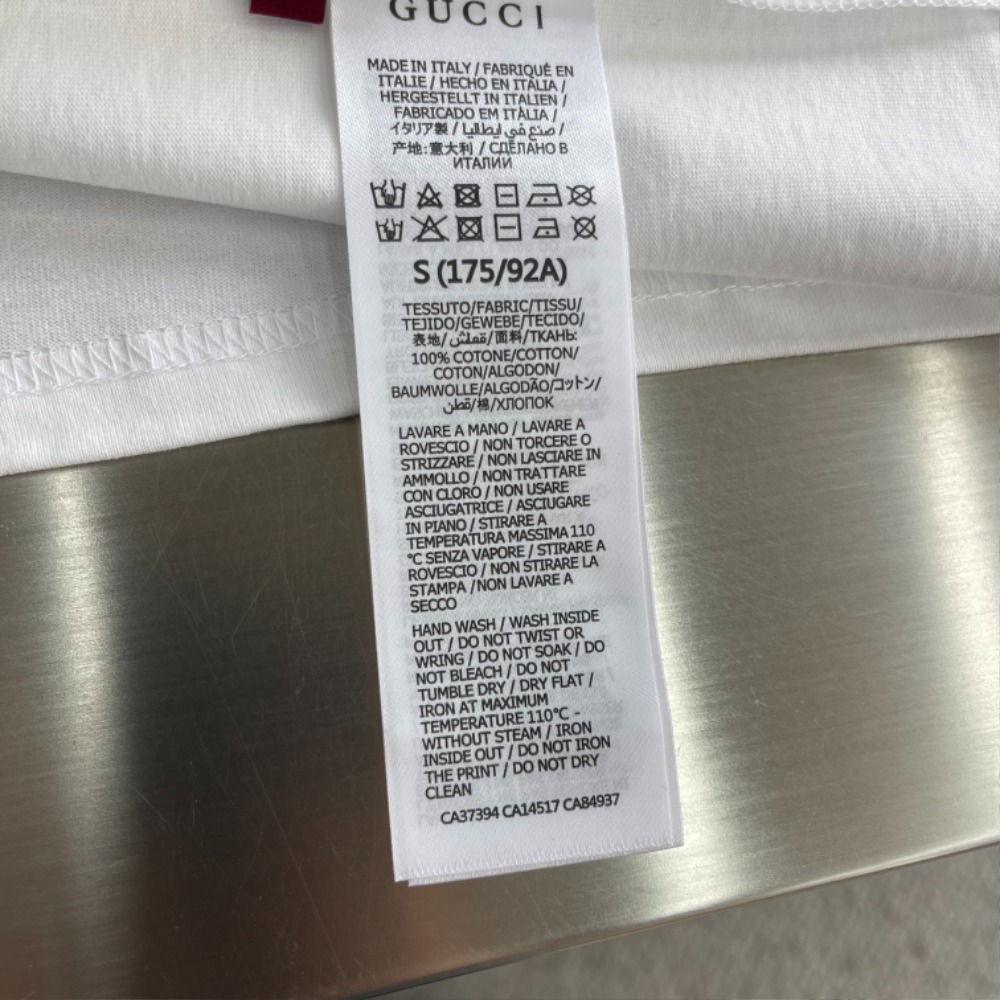 GUCCI
MADE IN ITALY / FABRIQUÉ EN
ITALIE / HECHO EN ITALIA /
HERGESTELLT IN ITALIEN /
FABRICADO EM ITÁLIA /
イタリア製 / صنع في إيطاليا /
产地:意大利 / СДЕЛАНО В
ИТАЛИИ
S (175/92A)
TESSUTO/FABRIC/TISSU/
TEJIDO/GEWEBE/TECIDO/
表地/قماش/面料/ТКАНЬ:
100% COTONE/COTTON/
COTON/ALGODON/
BAUMWOLLE/ALGODÃO/コットン/
قطن/棉/ХЛОПОК
LAVARE A MANO / LAVARE A
ROVESCIO / NON TORCERE O
STRIZZARE / NON LASCIARE IN
AMMOLLO / NON TRATTARE
CON CLORO / NON USARE
ASCIUGATRICE / ASCIUGARE
IN PIANO / STIRARE A
TEMPERATURA MASSIMA 110
°C SENZA VAPORE / STIRARE A
ROVESCIO / NON STIRARE LA
STAMPA / NON LAVARE A
SECCO
HAND WASH / WASH INSIDE
OUT / DO NOT TWIST OR
WRING / DO NOT SOAK / DO
NOT BLEACH / DO NOT
TUMBLE DRY / DRY FLAT /
IRON AT MAXIMUM
TEMPERATURE 110°C -
WITHOUT STEAM / IRON
INSIDE OUT / DO NOT IRON
THE PRINT / DO NOT DRY
CLEAN
CA37394 CA14517 CA84937